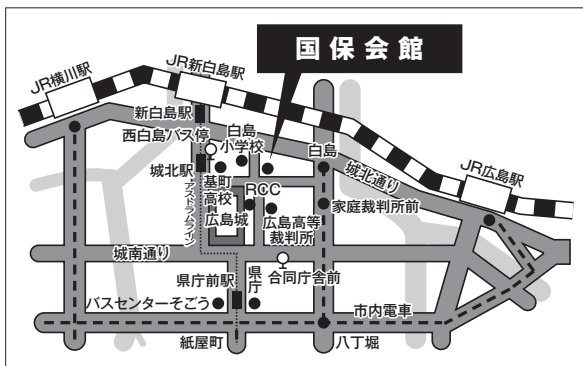 国保会館
JR横川駅
JR新白島駅
新白島駅
西白島バス停
白島
小学校
白島
城北通り
JR広島駅
城北駅
アストラムライン
基町
高校
RCC
広島城
広島高等
裁判所
家庭裁判所前
城南通り
県庁前駅
県庁
合同庁舎前
バスセンターそごう
市内電車
紙屋町
八丁堀